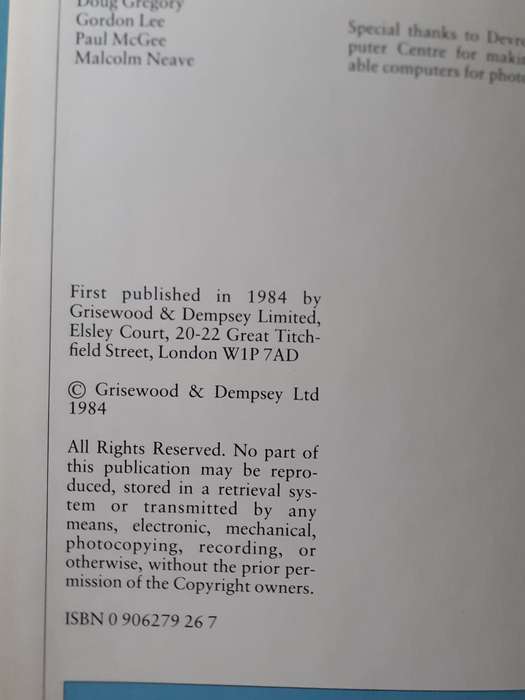 Doug Gregory
Gordon Lee
Paul McGee
Malcolm Neave
Special thanks to
puter Centre for
able computers for
First published in 1984 by
Grisewood & Dempsey Limited,
Elsley Court, 20-22 Great Titch-
field Street, London W1P 7AD
© Grisewood & Dempsey Ltd
1984
All Rights Reserved. No part of
this publication may be repro-
duced, stored in a retrieval sys-
tem or transmitted by any
means, electronic, mechanical,
photocopying, recording, or
otherwise, without the prior per-
mission of the Copyright owners.
ISBN 0 906279 26 7